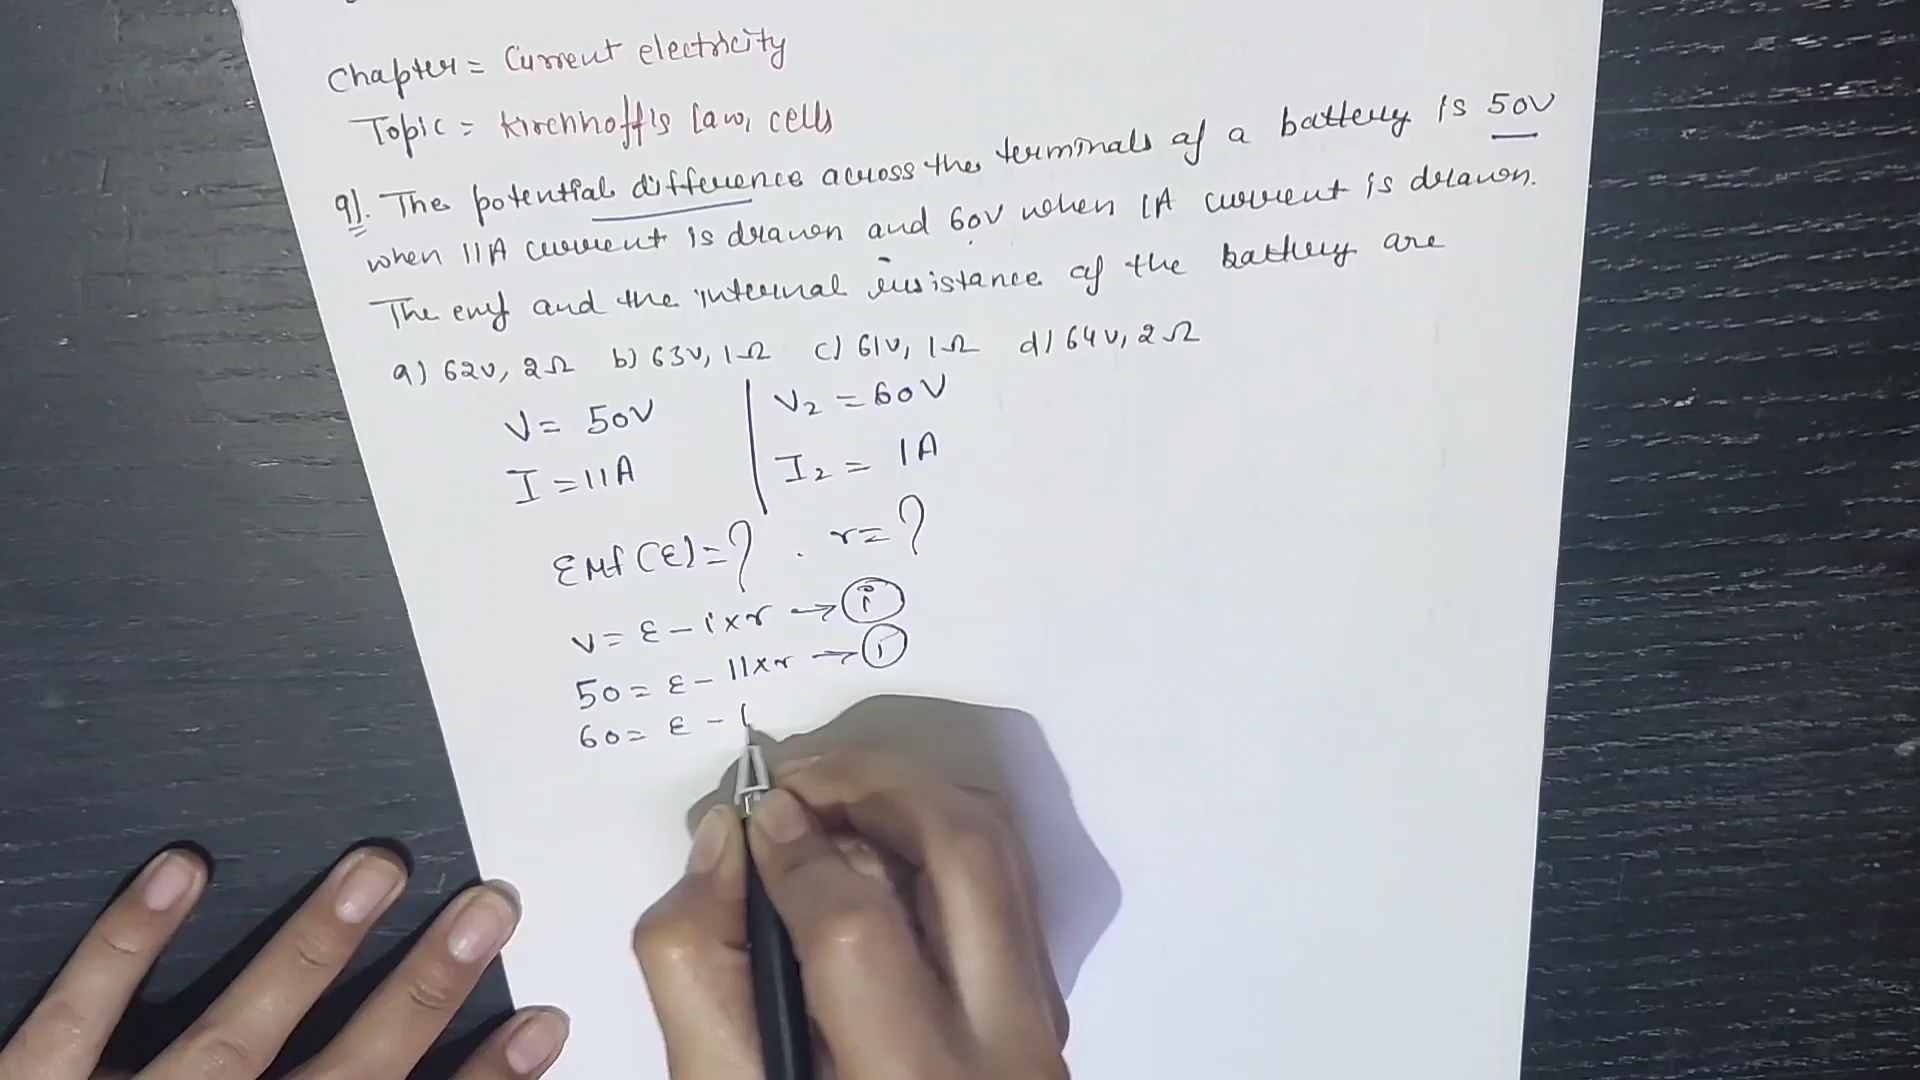 Chapter = Current electricity
Topic = Kirchhoff's law, cells
9). The potential difference across the terminals of a battery is 50V
when 11A current is drawn and 60V when 1A current is drawn.
The emf and the internal resistance of the battery are
a) 62V, 2Ω b) 63V, 1Ω c) 61V, 1Ω d) 64V, 2Ω
V = 50V
I = 11A
V₂ = 60V
I₂ = 1A
EMF (ε) = ? . r = ?
V = ε - i×r → (i)
50 = ε - 11×r → (i)
60 = ε - 1